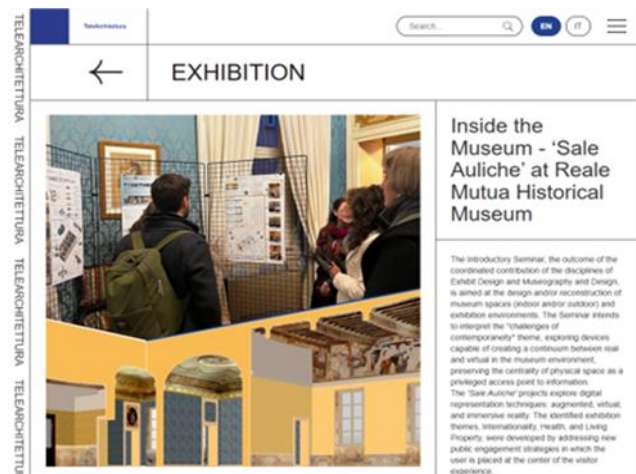 TeleArchitettura
Search...
EN
IT
TELEARCHITETTURA
TELEARCHITETTURA
TELEARCHITETTURA
TELEARCHITETTU
EXHIBITION
Inside the
Museum - ‘Sale
Auliche’ at Reale
Mutua Historical
Museum
The Introductory Seminar, the outcome of the
coordinated contribution of the disciplines of
Exhibit Design and Museography and Design,
is aimed at the design and/or reconstruction of
museum spaces (indoor and/or outdoor) and
exhibition environments. The Seminar intends
to interpret the "challenges of
contemporaneity" theme, exploring devices
capable of creating a continuum between real
and virtual in the museum environment,
preserving the centrality of physical space as a
privileged access point to information.
The 'Sale Auliche' projects explore digital
representation techniques: augmented, virtual,
and immersive reality. The identified exhibition
themes, Internationality, Health, and Living
Property, were developed by addressing new
public engagement strategies in which the
user is placed at the center of the visitor
experience.